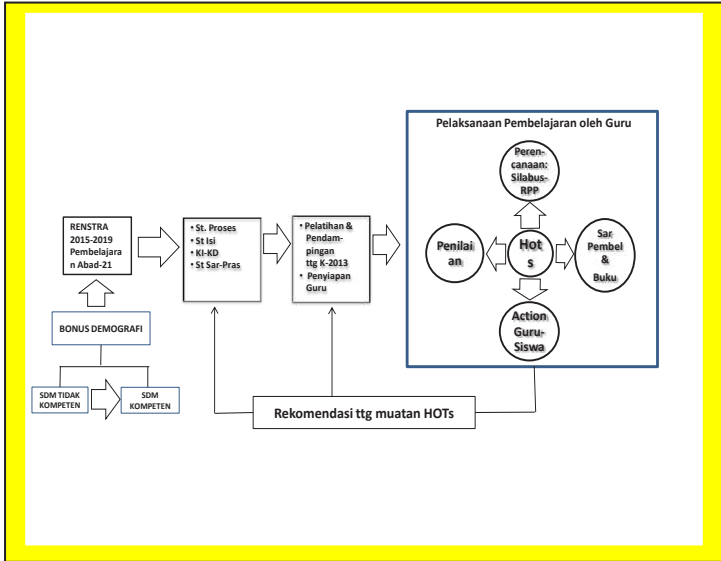 Pelaksanaan Pembelajaran oleh Guru
Peren-
canaan:
Silabus-
RPP
RENSTRA
2015-2019
Pembelajara
n Abad-21
• St. Proses
• St Isi
• KI-KD
• St Sar-Pras
• Pelatihan &
Pendam-
pingan
ttg K-2013
• Penyiapan
Guru
Penilai
an
Hot
s
Sar
Pembel
&
Buku
Action
Guru-
Siswa
BONUS DEMOGRAFI
SDM TIDAK
KOMPETEN
SDM
KOMPETEN
Rekomendasi ttg muatan HOTs